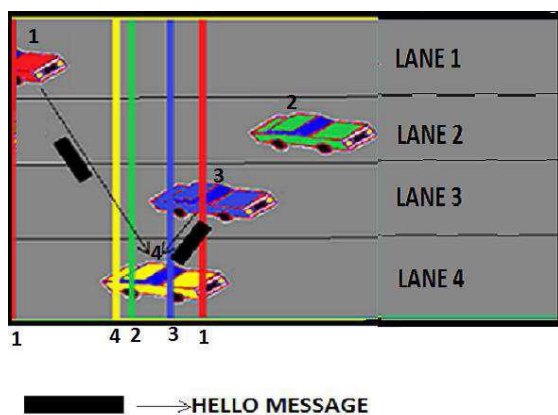 1
LANE 1
2
LANE 2
3
LANE 3
4
LANE 4
1 4 2 3 1
HELLO MESSAGE